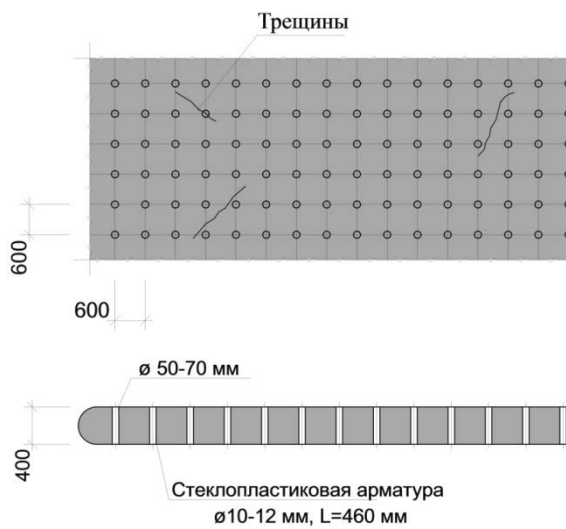 Трещины
600
600
ø 50-70 мм
400
Стеклопластиковая арматура
ø10-12 мм, L=460 мм